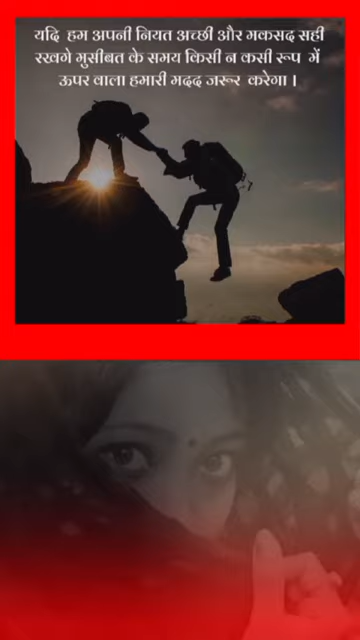 यदि हम अपनी नियत अच्छी और मकसद सही
रखगे मुसीबत के समय किसी न कसी रूप में
ऊपर वाला हमारी मदद जरूर करेगा ।